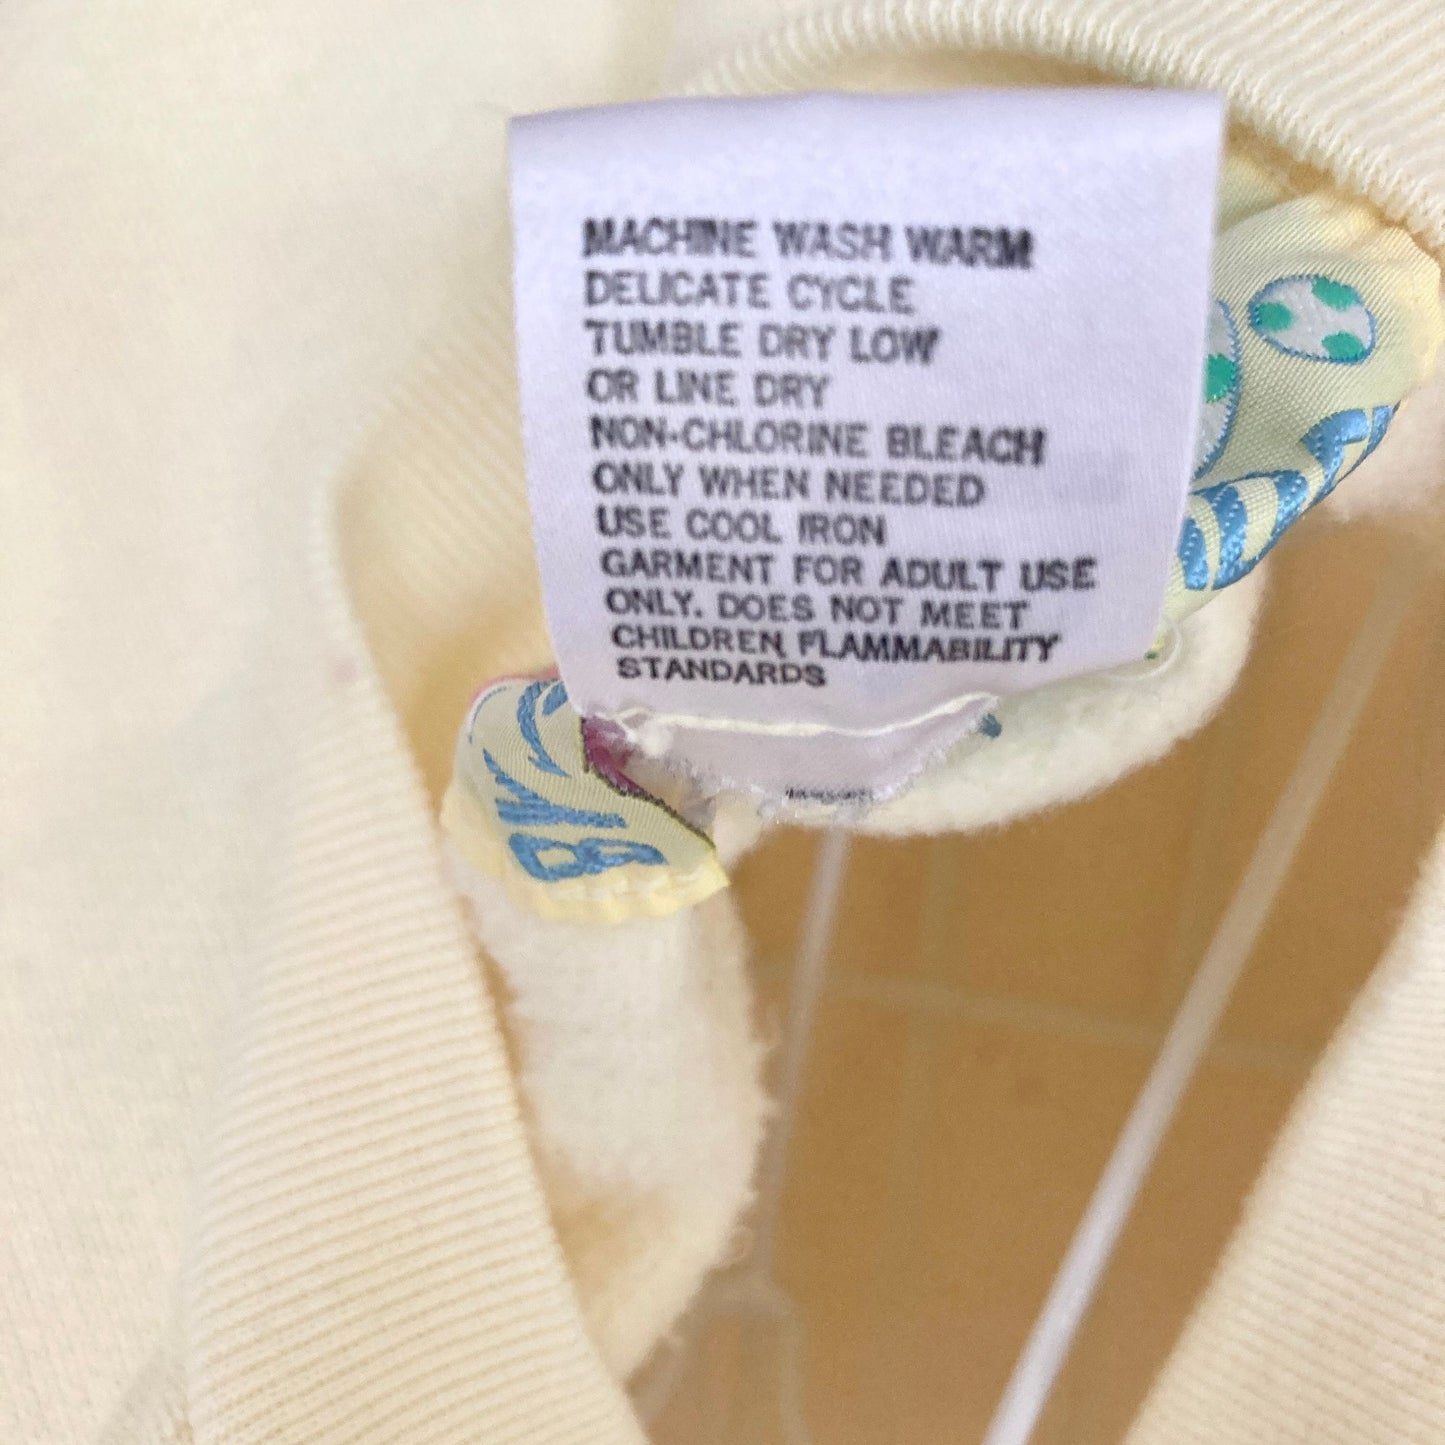 MACHINE WASH WARM
DELICATE CYCLE
TUMBLE DRY LOW
OR LINE DRY
NON-CHLORINE BLEACH
ONLY WHEN NEEDED
USE COOL IRON
GARMENT FOR ADULT USE
ONLY. DOES NOT MEET
CHILDREN FLAMMABILITY
STANDARDS
BY